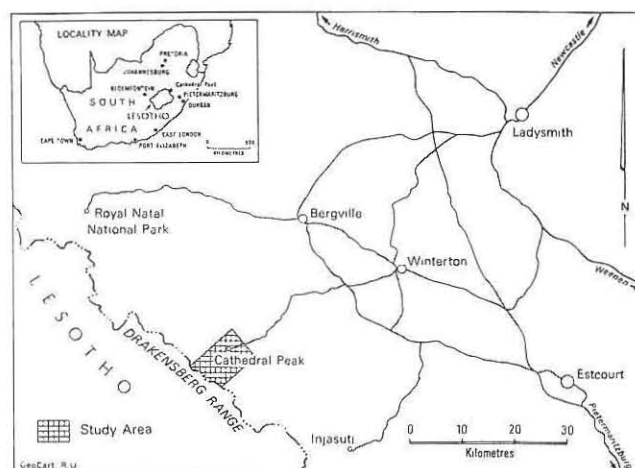 LOCALITY MAP
PRETORIA
JOHANNESBURG
Cathedral Peak
BLOEMFONTEIN
PIETERMARITZBURG
SOUTH
DURBAN
LESOTHO
AFRICA
EAST LONDON
CAPE TOWN
PORT ELIZABETH
KILOMETRES
Harrismith
Newcastle
Ladysmith
N
Royal Natal
National Park
Bergville
Winterton
Weenen
LESOTHO
DRAKENSBERG RANGE
Cathedral Peak
Estcourt
Study Area
Injasuti
0 10 20 30
Kilometres
Pietermaritzburg
GeoCart. R.U.